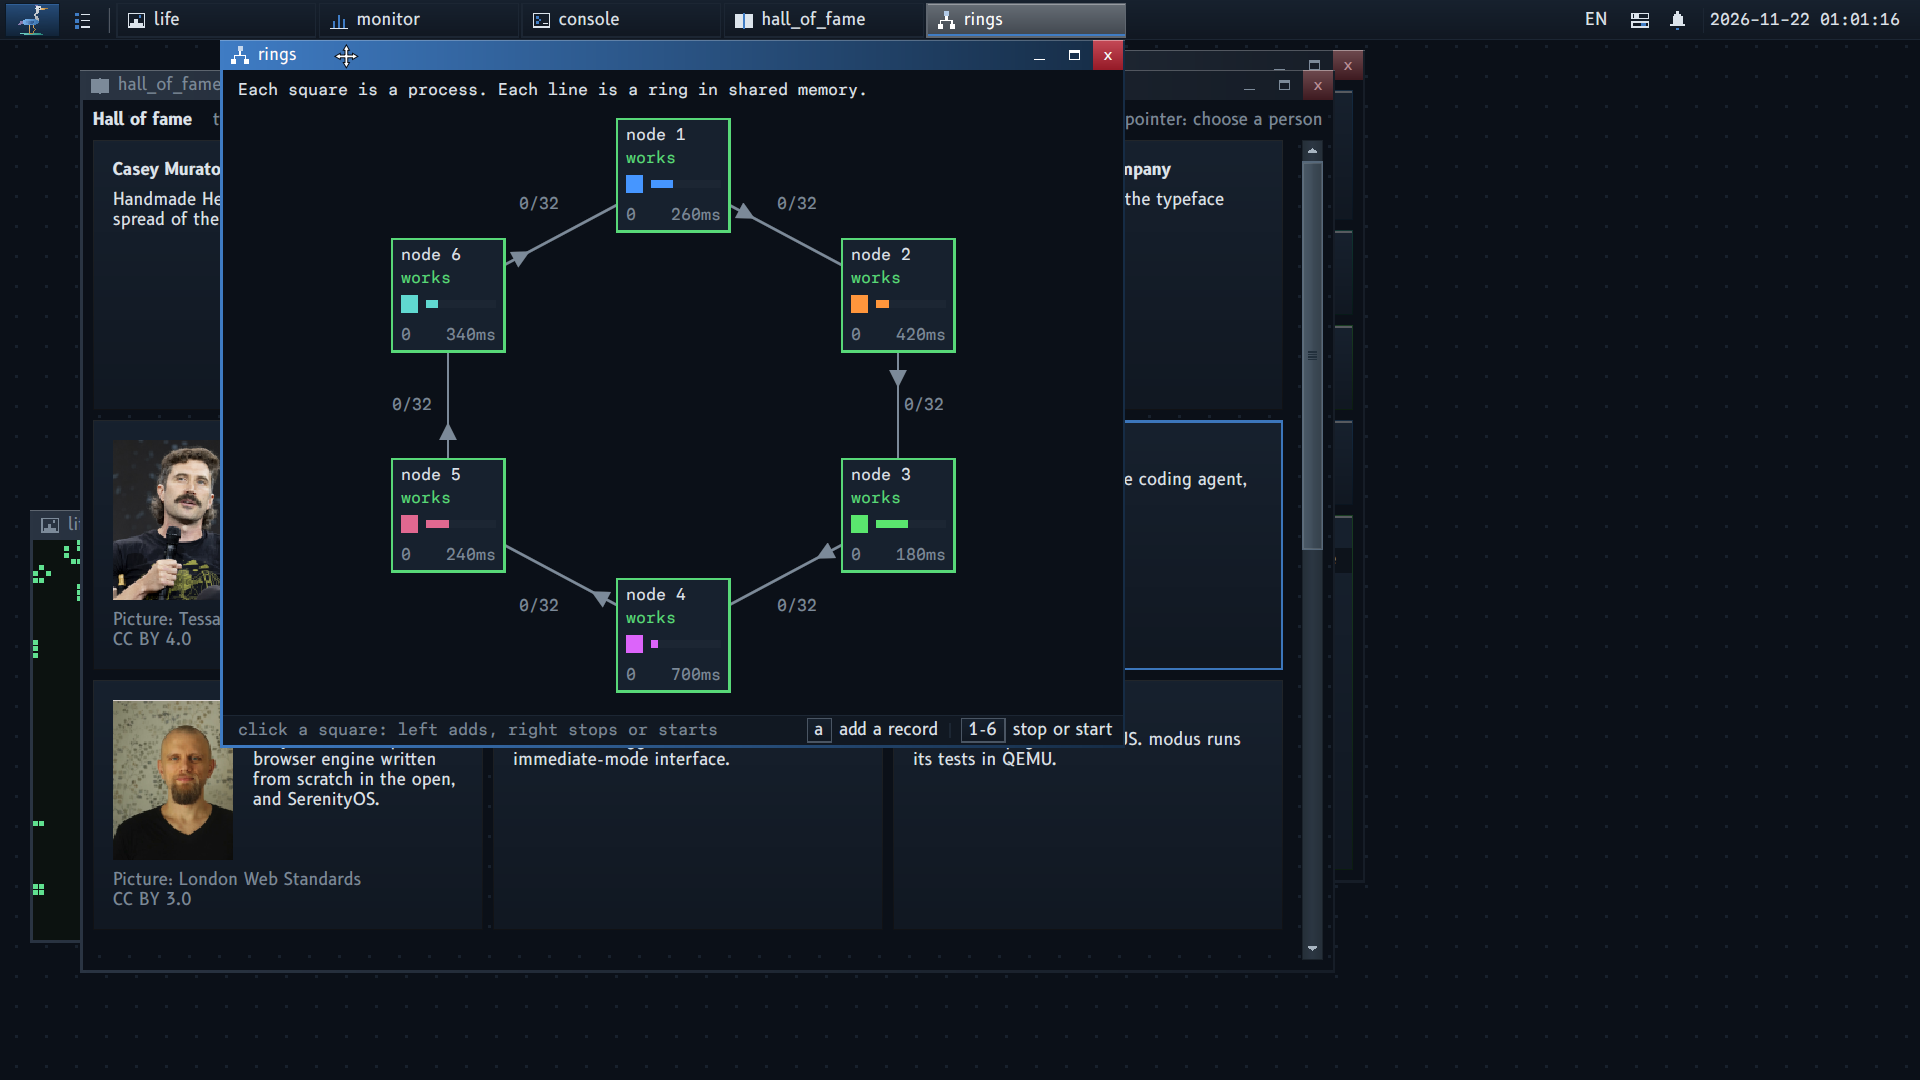 life monitor console hall_of_fame rings EN 2026-11-22 01:01:16
rings
Each square is a process. Each line is a ring in shared memory.
node 1
works
0 260ms
0/32
0/32
node 6
works
0 340ms
node 2
works
0 420ms
0/32
0/32
node 5
works
0 240ms
node 3
works
0 180ms
0/32
0/32
node 4
works
0 700ms
click a square: left adds, right stops or starts a add a record 1-6 stop or start
hall_of_fame
Hall of fame
pointer: choose a person
Casey
Handmade
spread of the
the typeface
Picture: Tessa
CC BY 4.0
coding agent,
browser engine written
from scratch in the open,
and SerenityOS.
Picture: London Web Standards
CC BY 3.0
immediate-mode interface.
modus runs
its tests in QEMU.